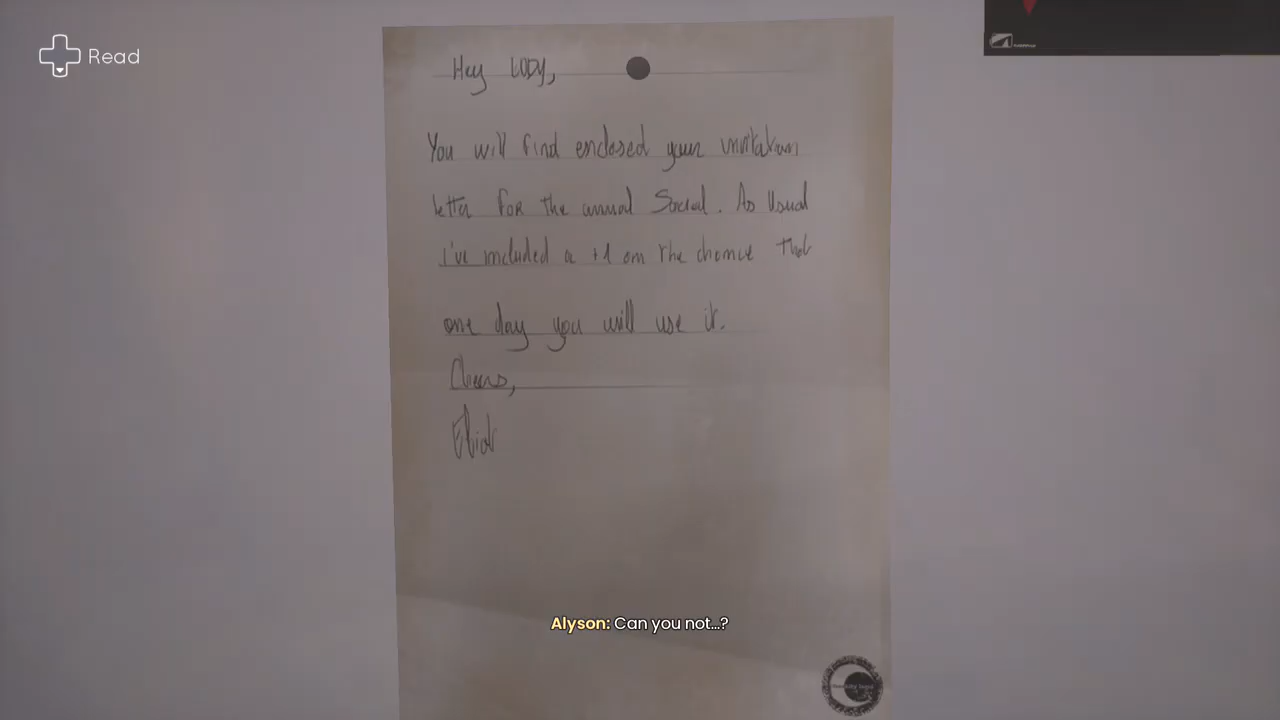 Read
Hey LODY,
You will find enclosed your invitation
letter for the annual Social. As Usual
i've included a +1 on the chance that
one day you will use it.
Cheers,
Eliot
Alyson: Can you not...?